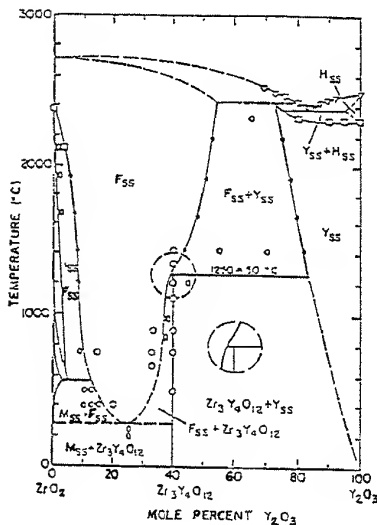 3000
2000
1000
0
TEMPERATURE (°C)
HSS
YSS+HSS
FSS
FSS+YSS
YSS
1250 ± 50 °C
MSS+FSS
MSS+Zr3Y4O12
Zr3Y4O12+YSS
FSS+Zr3Y4O12
0 20 40 60 80 100
ZrO2 Zr3Y4O12 Y2O3
MOLE PERCENT Y2O3